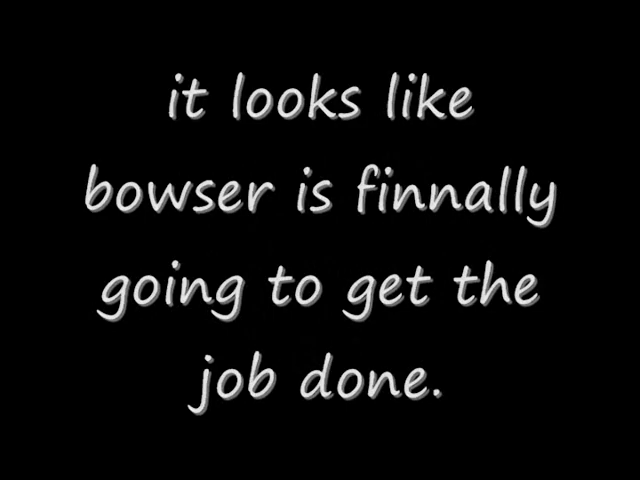 it looks like
bowser is finnally
going to get the
job done.